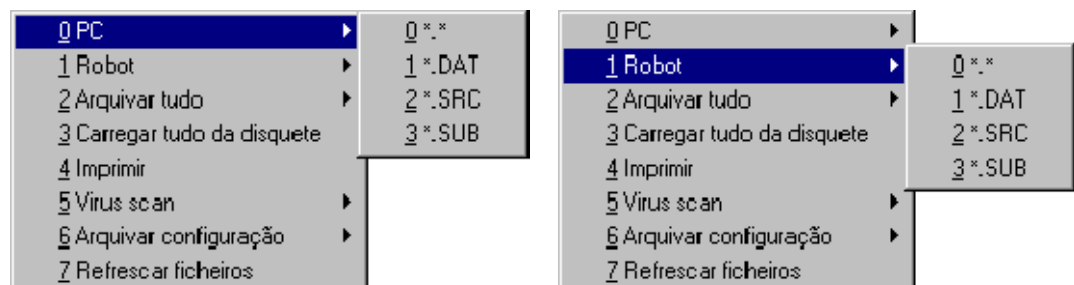 0 PC
1 Robot
2 Arquivar tudo
3 Carregar tudo da disquete
4 Imprimir
5 Virus scan
6 Arquivar configuração
7 Refrescar ficheiros
0 *.*
1 *.DAT
2 *.SRC
3 *.SUB
0 PC
1 Robot
2 Arquivar tudo
3 Carregar tudo da disquete
4 Imprimir
5 Virus scan
6 Arquivar configuração
7 Refrescar ficheiros
0 *.*
1 *.DAT
2 *.SRC
3 *.SUB